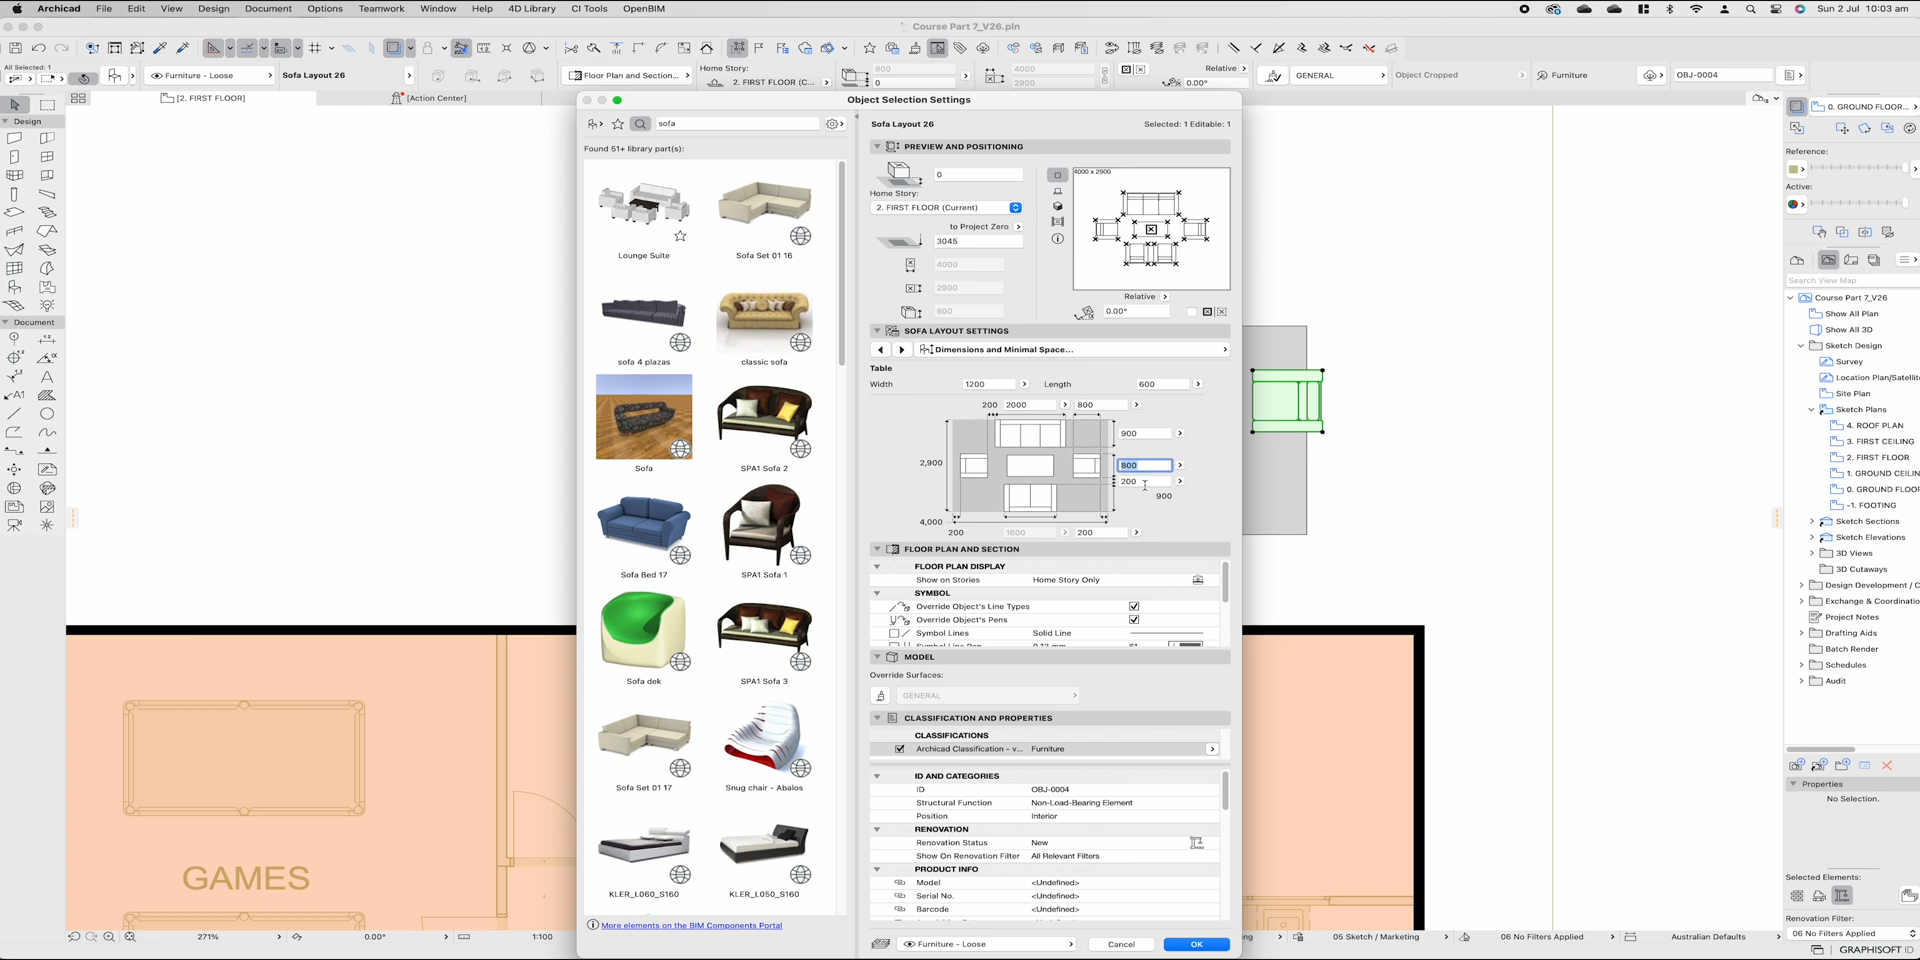 Archicad File Edit View Design Document Options Teamwork Window Help 4D Library CI Tools OpenBIM
Sun 2 Jul 10:03 am
Course Part 7_V26.pln
All Selected: 1
Furniture - Loose
Sofa Layout 26
Floor Plan and Section...
Home Story:
2. FIRST FLOOR (C...
800
0
4000
2900
Relative
0.00°
GENERAL
Object Cropped
Furniture
OBJ-0004
[2. FIRST FLOOR]
[Action Center]
Design
Document
Object Selection Settings
sofa
Found 51+ library part(s):
Lounge Suite
Sofa Set 01 16
sofa 4 plazas
classic sofa
Sofa
SPA1 Sofa 2
Sofa Bed 17
SPA1 Sofa 1
Sofa dek
SPA1 Sofa 3
Sofa Set 01 17
Snug chair - Abalos
KLER_L060_S160
KLER_L050_S160
More elements on the BIM Components Portal
Sofa Layout 26
Selected: 1 Editable: 1
PREVIEW AND POSITIONING
0
Home Story:
2. FIRST FLOOR (Current)
to Project Zero
3045
4000
2900
800
4000 x 2900
Relative
0.00°
SOFA LAYOUT SETTINGS
Dimensions and Minimal Space...
Table
Width 1200 Length 600
200 2000 800
900
2,900
800
200
900
4,000
200 1600 200
FLOOR PLAN AND SECTION
FLOOR PLAN DISPLAY
Show on Stories Home Story Only
SYMBOL
Override Object's Line Types
Override Object's Pens
Symbol Lines Solid Line
Symbol Line Pen 0.13 mm 61
MODEL
Override Surfaces:
GENERAL
CLASSIFICATION AND PROPERTIES
CLASSIFICATIONS
Archicad Classification - v... Furniture
ID AND CATEGORIES
ID OBJ-0004
Structural Function Non-Load-Bearing Element
Position Interior
RENOVATION
Renovation Status New
Show On Renovation Filter All Relevant Filters
PRODUCT INFO
Model <Undefined>
Serial No. <Undefined>
Barcode <Undefined>
Furniture - Loose
Cancel
OK
GAMES
271%
0.00°
1:100
05 Sketch / Marketing
06 No Filters Applied
Australian Defaults
0. GROUND FLOOR...
Reference:
Active:
Search View Map
Course Part 7_V26
Show All Plan
Show All 3D
Sketch Design
Survey
Location Plan/Satellit
Site Plan
Sketch Plans
4. ROOF PLAN
3. FIRST CEILING
2. FIRST FLOOR
1. GROUND CEILIN
0. GROUND FLOOR
-1. FOOTING
Sketch Sections
Sketch Elevations
3D Views
3D Cutaways
Design Development / C
Exchange & Coordinatio
Project Notes
Drafting Aids
Batch Render
Schedules
Audit
Properties
No Selection.
Selected Elements:
Renovation Filter:
06 No Filters Applied
GRAPHISOFT ID